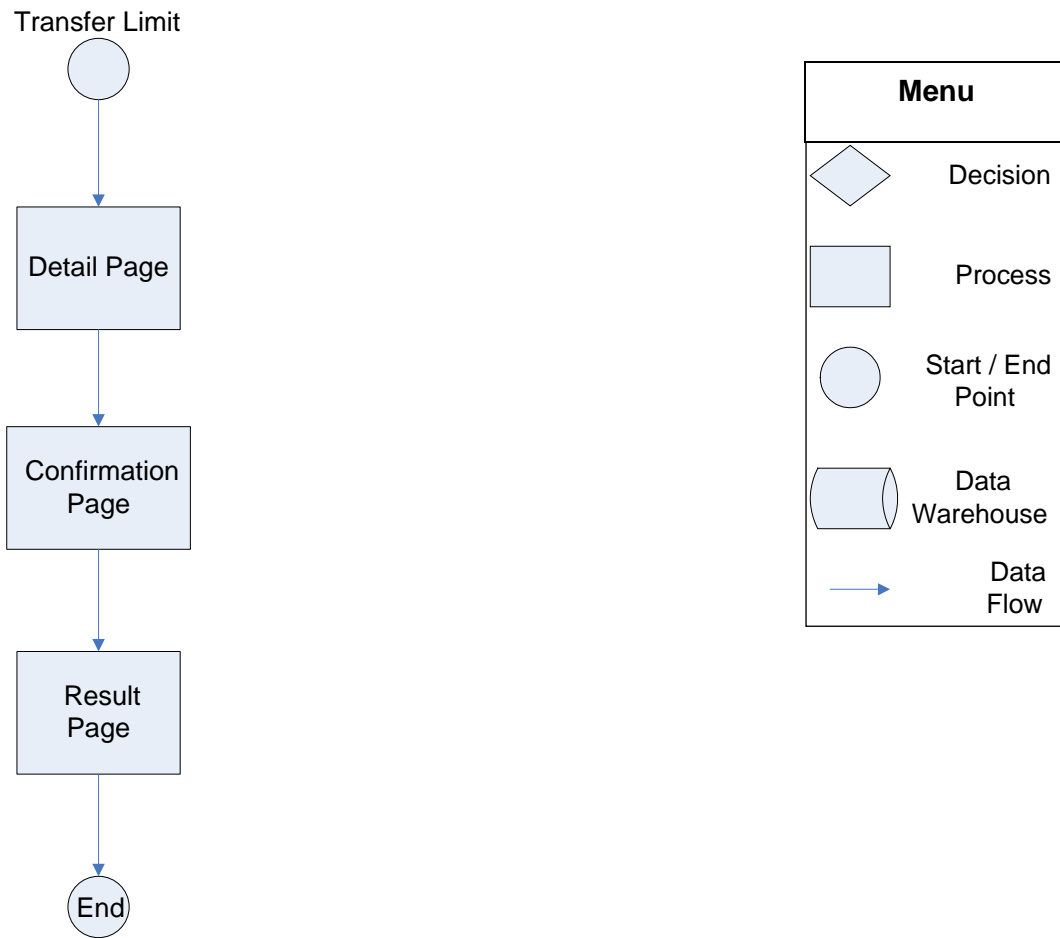 Transfer Limit
Detail Page
Confirmation
Page
Result
Page
End
Menu
Decision
Process
Start / End
Point
Data
Warehouse
Data
Flow